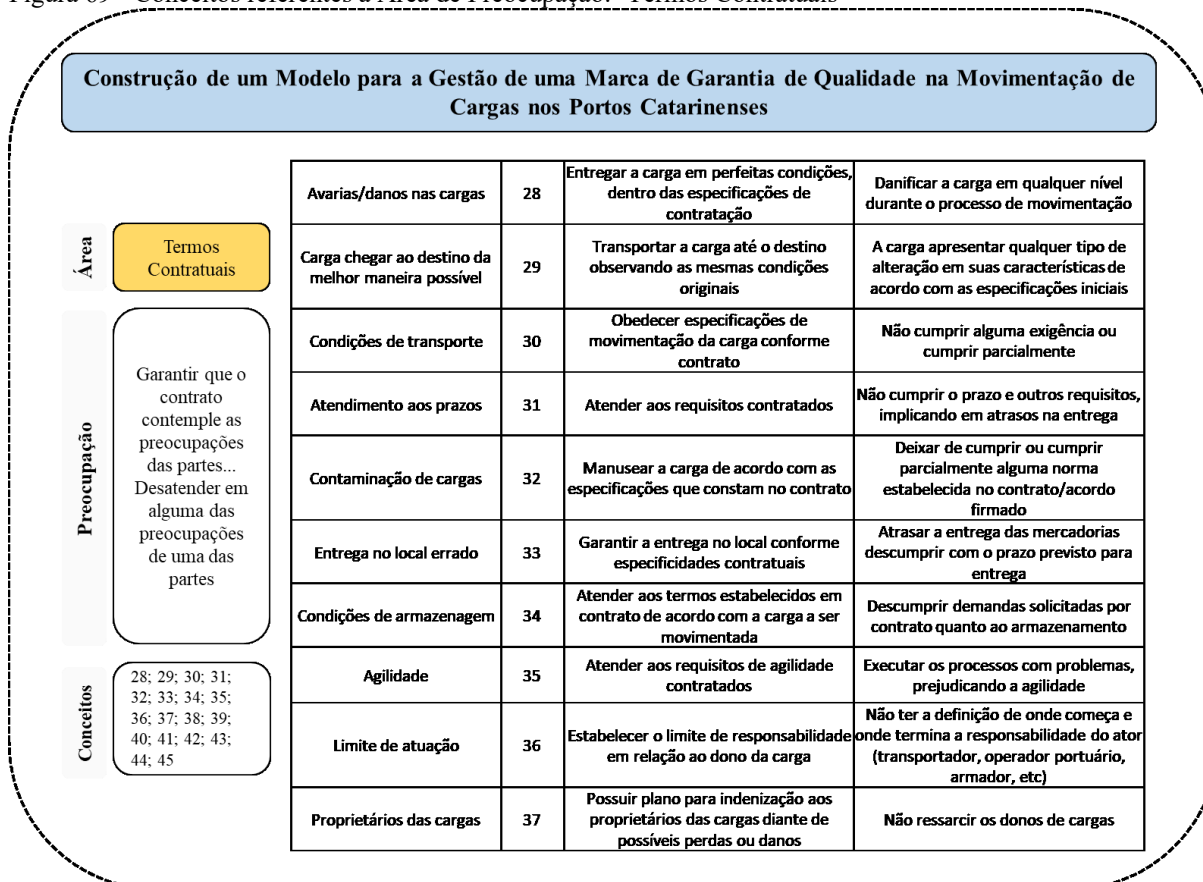 Figura 69 – Conceitos referentes à Área de Preocupação: "Termos Contratuais"
Construção de um Modelo para a Gestão de uma Marca de Garantia de Qualidade na Movimentação de
Cargas nos Portos Catarinenses
Área
Termos
Contratuais
Preocupação
Garantir que o
contrato
contemple as
preocupações
das partes...
Desatender em
alguma das
preocupações
de uma das
partes
Conceitos
28; 29; 30; 31;
32; 33; 34; 35;
36; 37; 38; 39;
40; 41; 42; 43;
44; 45
Avarias/danos nas cargas
28
Entregar a carga em perfeitas condições,
dentro das especificações de
contratação
Danificar a carga em qualquer nível
durante o processo de movimentação
Carga chegar ao destino da
melhor maneira possível
29
Transportar a carga até o destino
observando as mesmas condições
originais
A carga apresentar qualquer tipo de
alteração em suas características de
acordo com as especificações iniciais
Condições de transporte
30
Obedecer especificações de
movimentação da carga conforme
contrato
Não cumprir alguma exigência ou
cumprir parcialmente
Atendimento aos prazos
31
Atender aos requisitos contratados
Não cumprir o prazo e outros requisitos,
implicando em atrasos na entrega
Contaminação de cargas
32
Manusear a carga de acordo com as
especificações que constam no contrato
Deixar de cumprir ou cumprir
parcialmente alguma norma
estabelecida no contrato/acordo
firmado
Entrega no local errado
33
Garantir a entrega no local conforme
especificidades contratuais
Atrasar a entrega das mercadorias
descumprir com o prazo previsto para
entrega
Condições de armazenagem
34
Atender aos termos estabelecidos em
contrato de acordo com a carga a ser
movimentada
Descumprir demandas solicitadas por
contrato quanto ao armazenamento
Agilidade
35
Atender aos requisitos de agilidade
contratados
Executar os processos com problemas,
prejudicando a agilidade
Limite de atuação
36
Estabelecer o limite de responsabilidade
em relação ao dono da carga
Não ter a definição de onde começa e
onde termina a responsabilidade do ator
(transportador, operador portuário,
armador, etc)
Proprietários das cargas
37
Possuir plano para indenização aos
proprietários das cargas diante de
possíveis perdas ou danos
Não ressarcir os donos de cargas